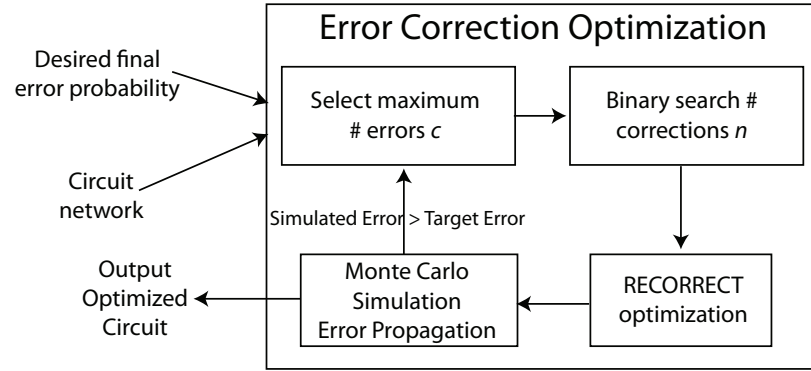 Error Correction Optimization
Desired final
error probability
Select maximum
# errors c
Binary search #
corrections n
Circuit
network
Simulated Error > Target Error
Output
Optimized
Circuit
Monte Carlo
Simulation
Error Propagation
RECORRECT
optimization